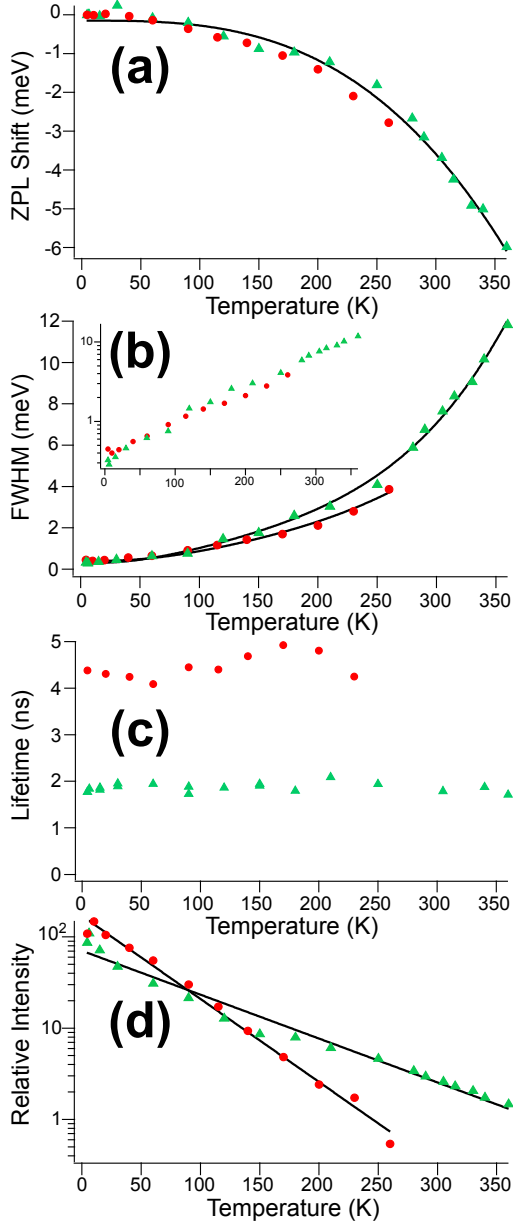 0
(a)
-1
-2
-3
-4
-5
-6
ZPL Shift (meV)
0 50 100 150 200 250 300 350
Temperature (K)
12
10
8
6
4
2
0
FWHM (meV)
(b)
10
1
0 100 200 300
0 50 100 150 200 250 300 350
Temperature (K)
5
4
3
2
1
0
Lifetime (ns)
(c)
0 50 100 150 200 250 300 350
Temperature (K)
10²
10
1
Relative Intensity
(d)
0 50 100 150 200 250 300 350
Temperature (K)